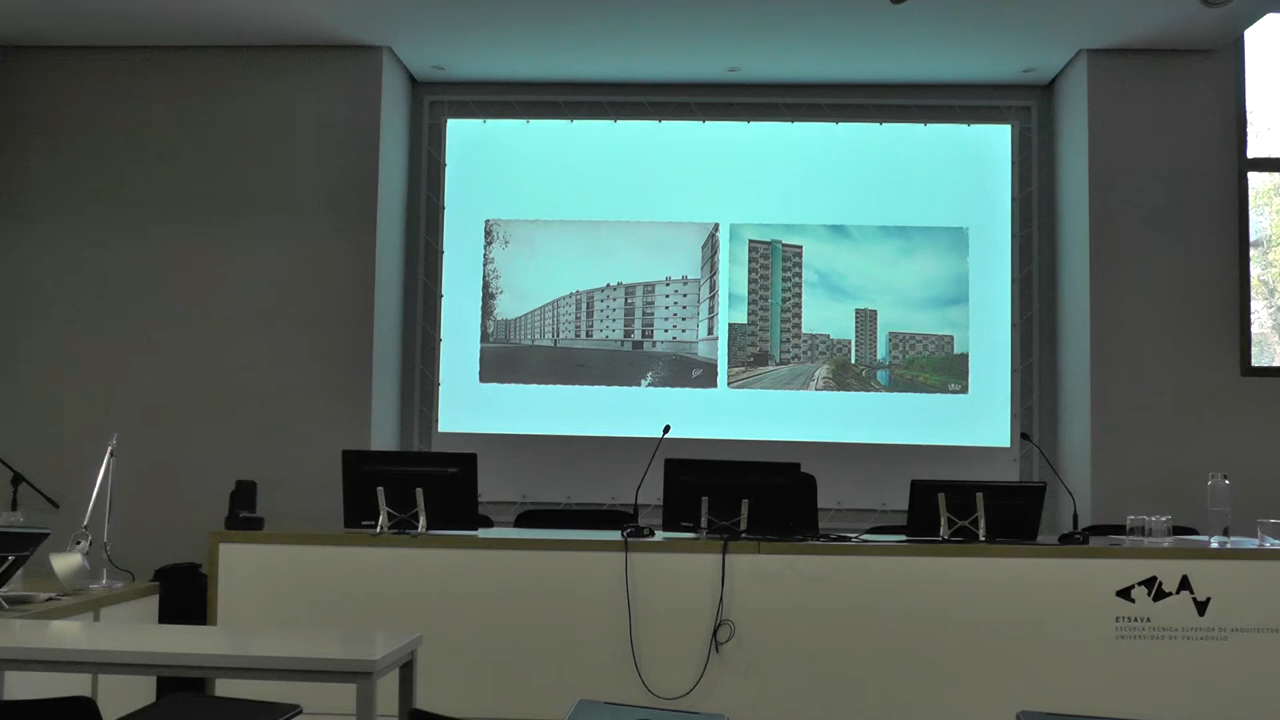 ETSAVA
ESCUELA TÉCNICA SUPERIOR DE ARQUITECTURA
UNIVERSIDAD DE VALLADOLID